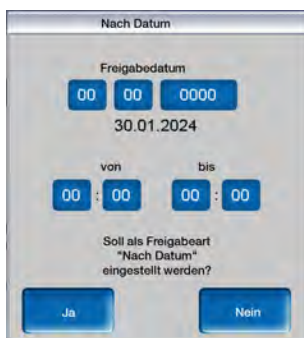 Nach Datum
Freigabedatum
00 00 0000
30.01.2024
von bis
00 : 00 00 : 00
Soll als Freigabeart
"Nach Datum"
eingestellt werden?
Ja Nein